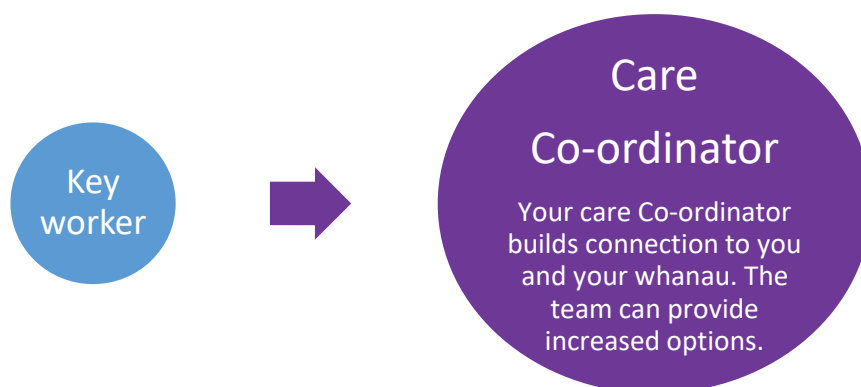 Key
worker
Care
Co-ordinator
Your care Co-ordinator
builds connection to you
and your whanau. The
team can provide
increased options.